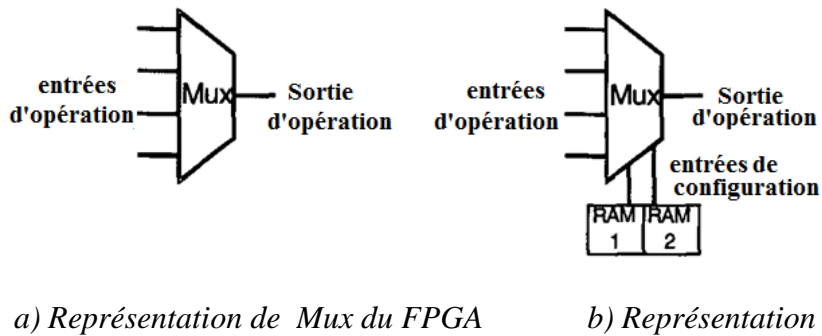 entrées
d'opération
Mux
Sortie
d'opération
entrées
d'opération
Mux
Sortie
d'opération
entrées de
configuration
RAM RAM
1 2
a) Représentation de Mux du FPGA b) Représentation